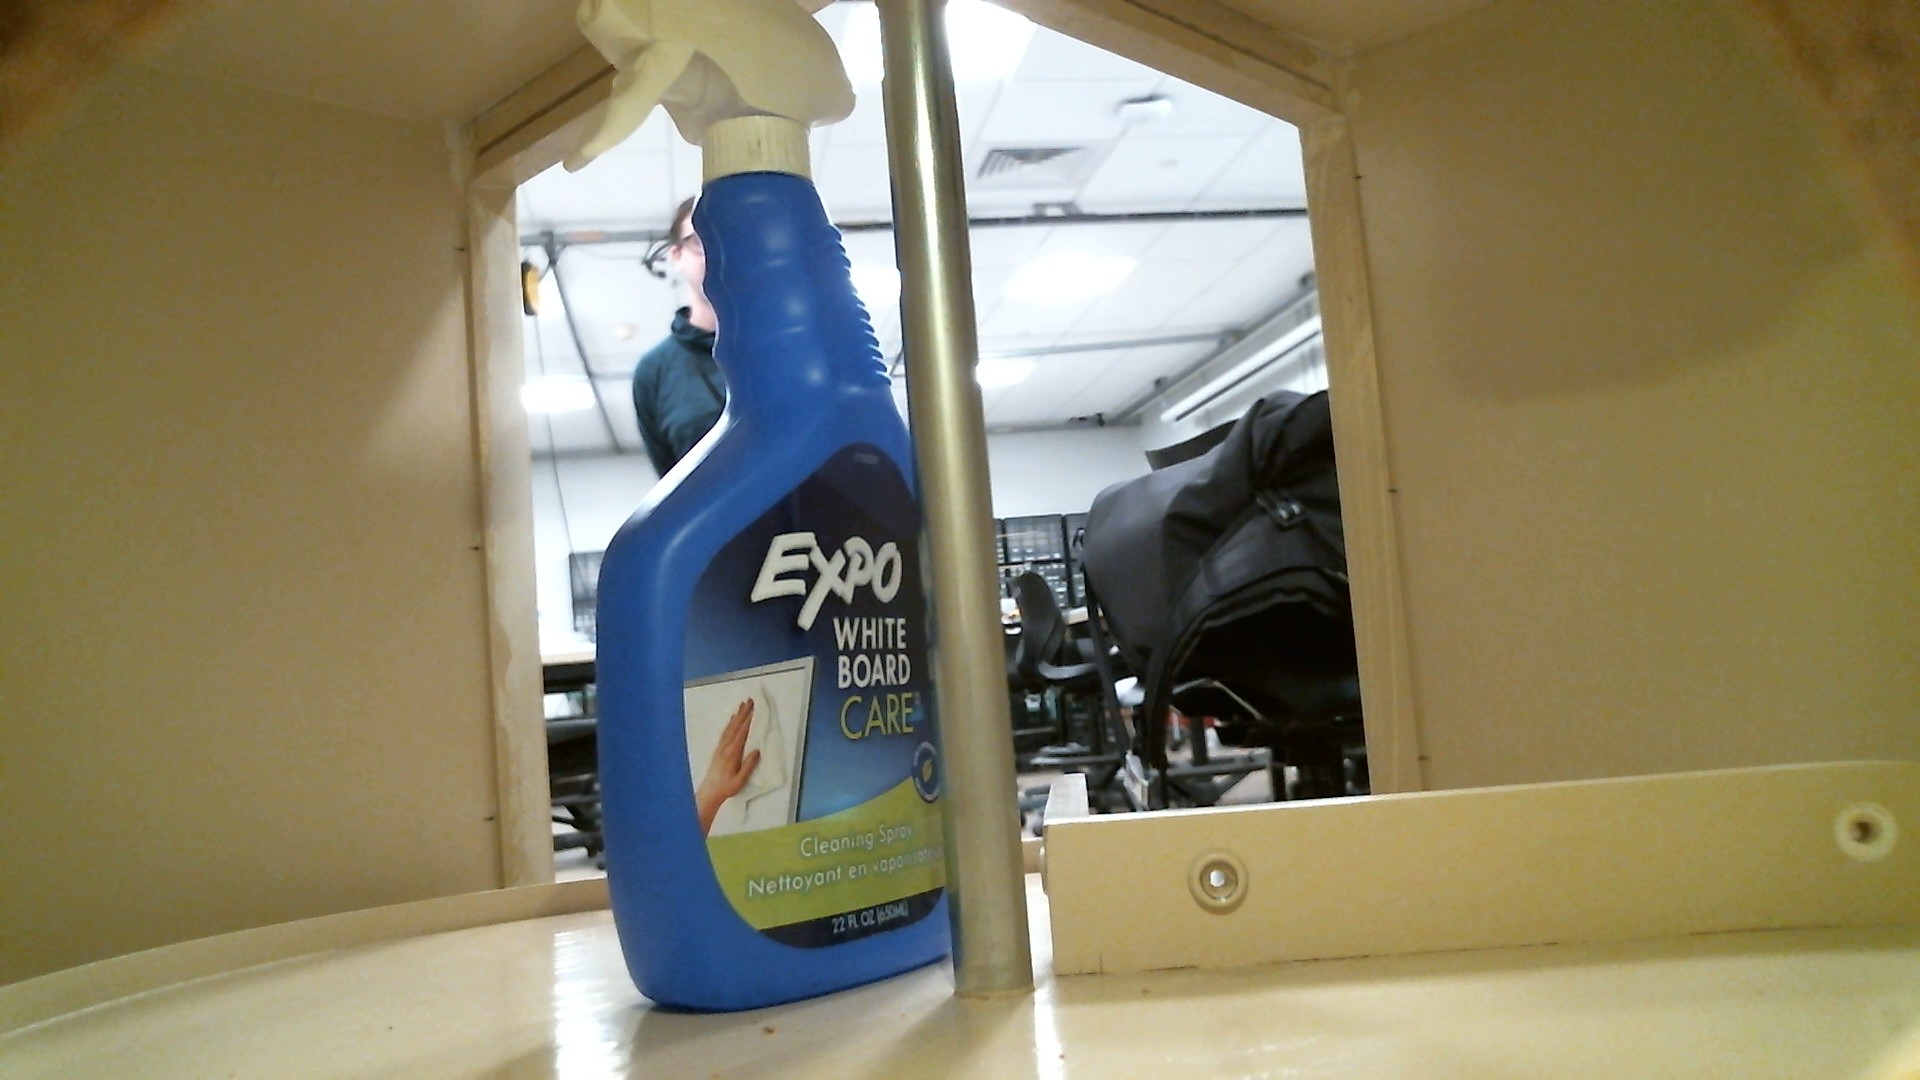 EXPO
WHITE
BOARD
CARE
Cleaning Spray
Nettoyant en vaporisateur
22 FL OZ (650ML)